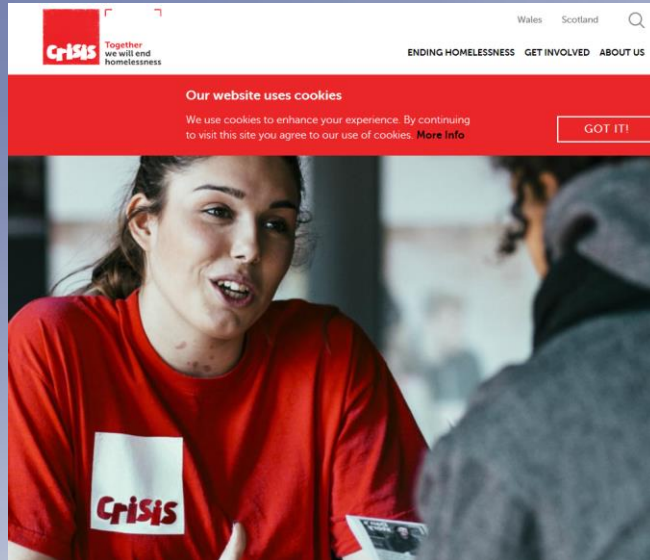 Wales Scotland
Crisis
Together
we will end
homelessness
ENDING HOMELESSNESS GET INVOLVED ABOUT US
Our website uses cookies
We use cookies to enhance your experience. By continuing
to visit this site you agree to our use of cookies. More Info
GOT IT!
Crisis